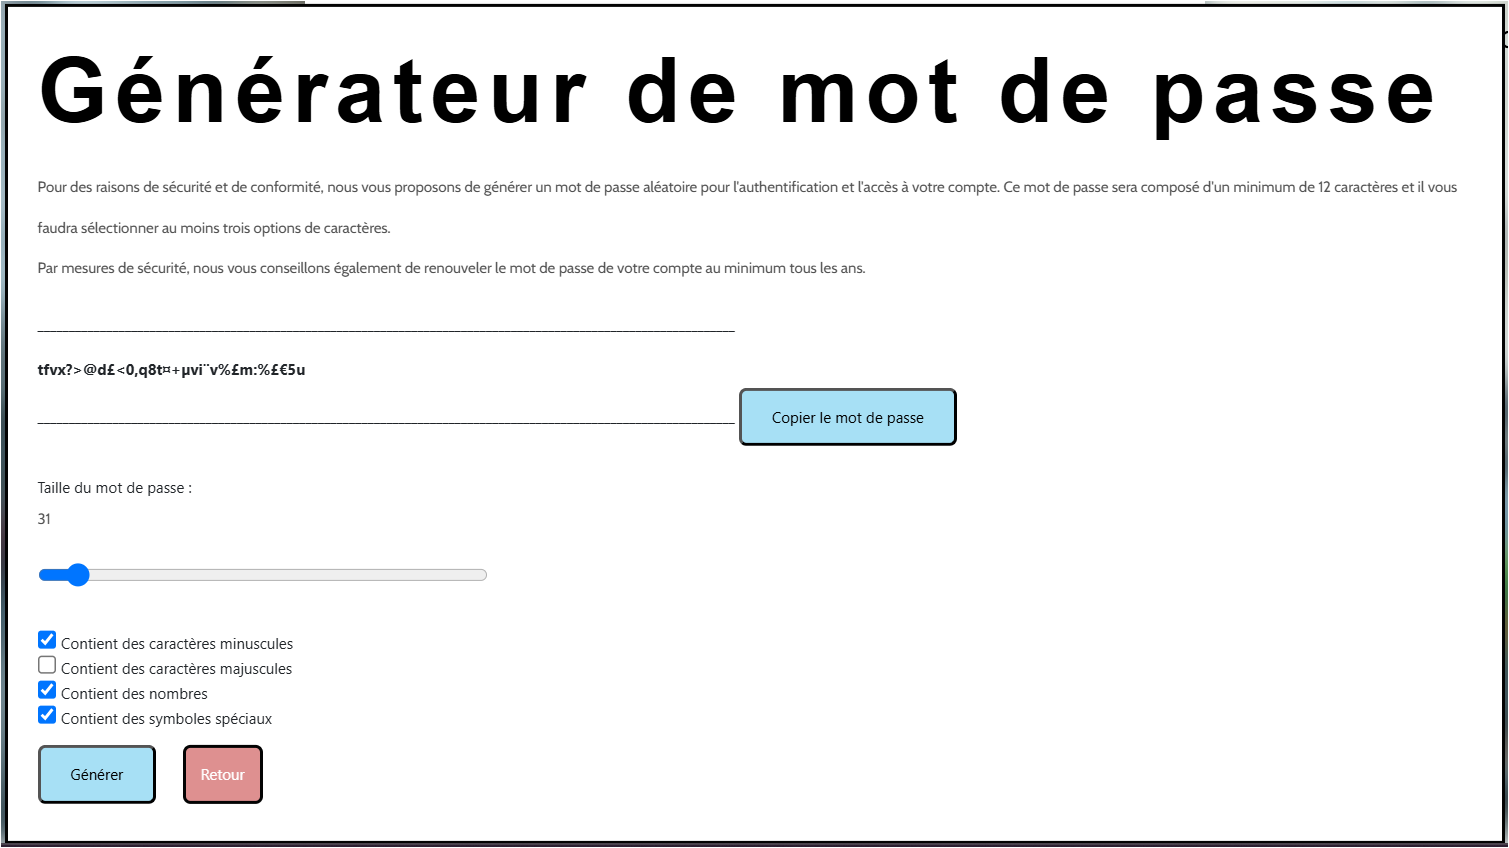 Générateur de mot de passe
Pour des raisons de sécurité et de conformité, nous vous proposons de générer un mot de passe aléatoire pour l'authentification et l'accès à votre compte. Ce mot de passe sera composé d'un minimum de 12 caractères et il vous
faudra sélectionner au moins trois options de caractères.
Par mesures de sécurité, nous vous conseillons également de renouveler le mot de passe de votre compte au minimum tous les ans.
tfvx?>@d£<0,q8t¤+µvi¨v%£m:%£€5u
Copier le mot de passe
Taille du mot de passe :
31
Contient des caractères minuscules
Contient des caractères majuscules
Contient des nombres
Contient des symboles spéciaux
Générer
Retour